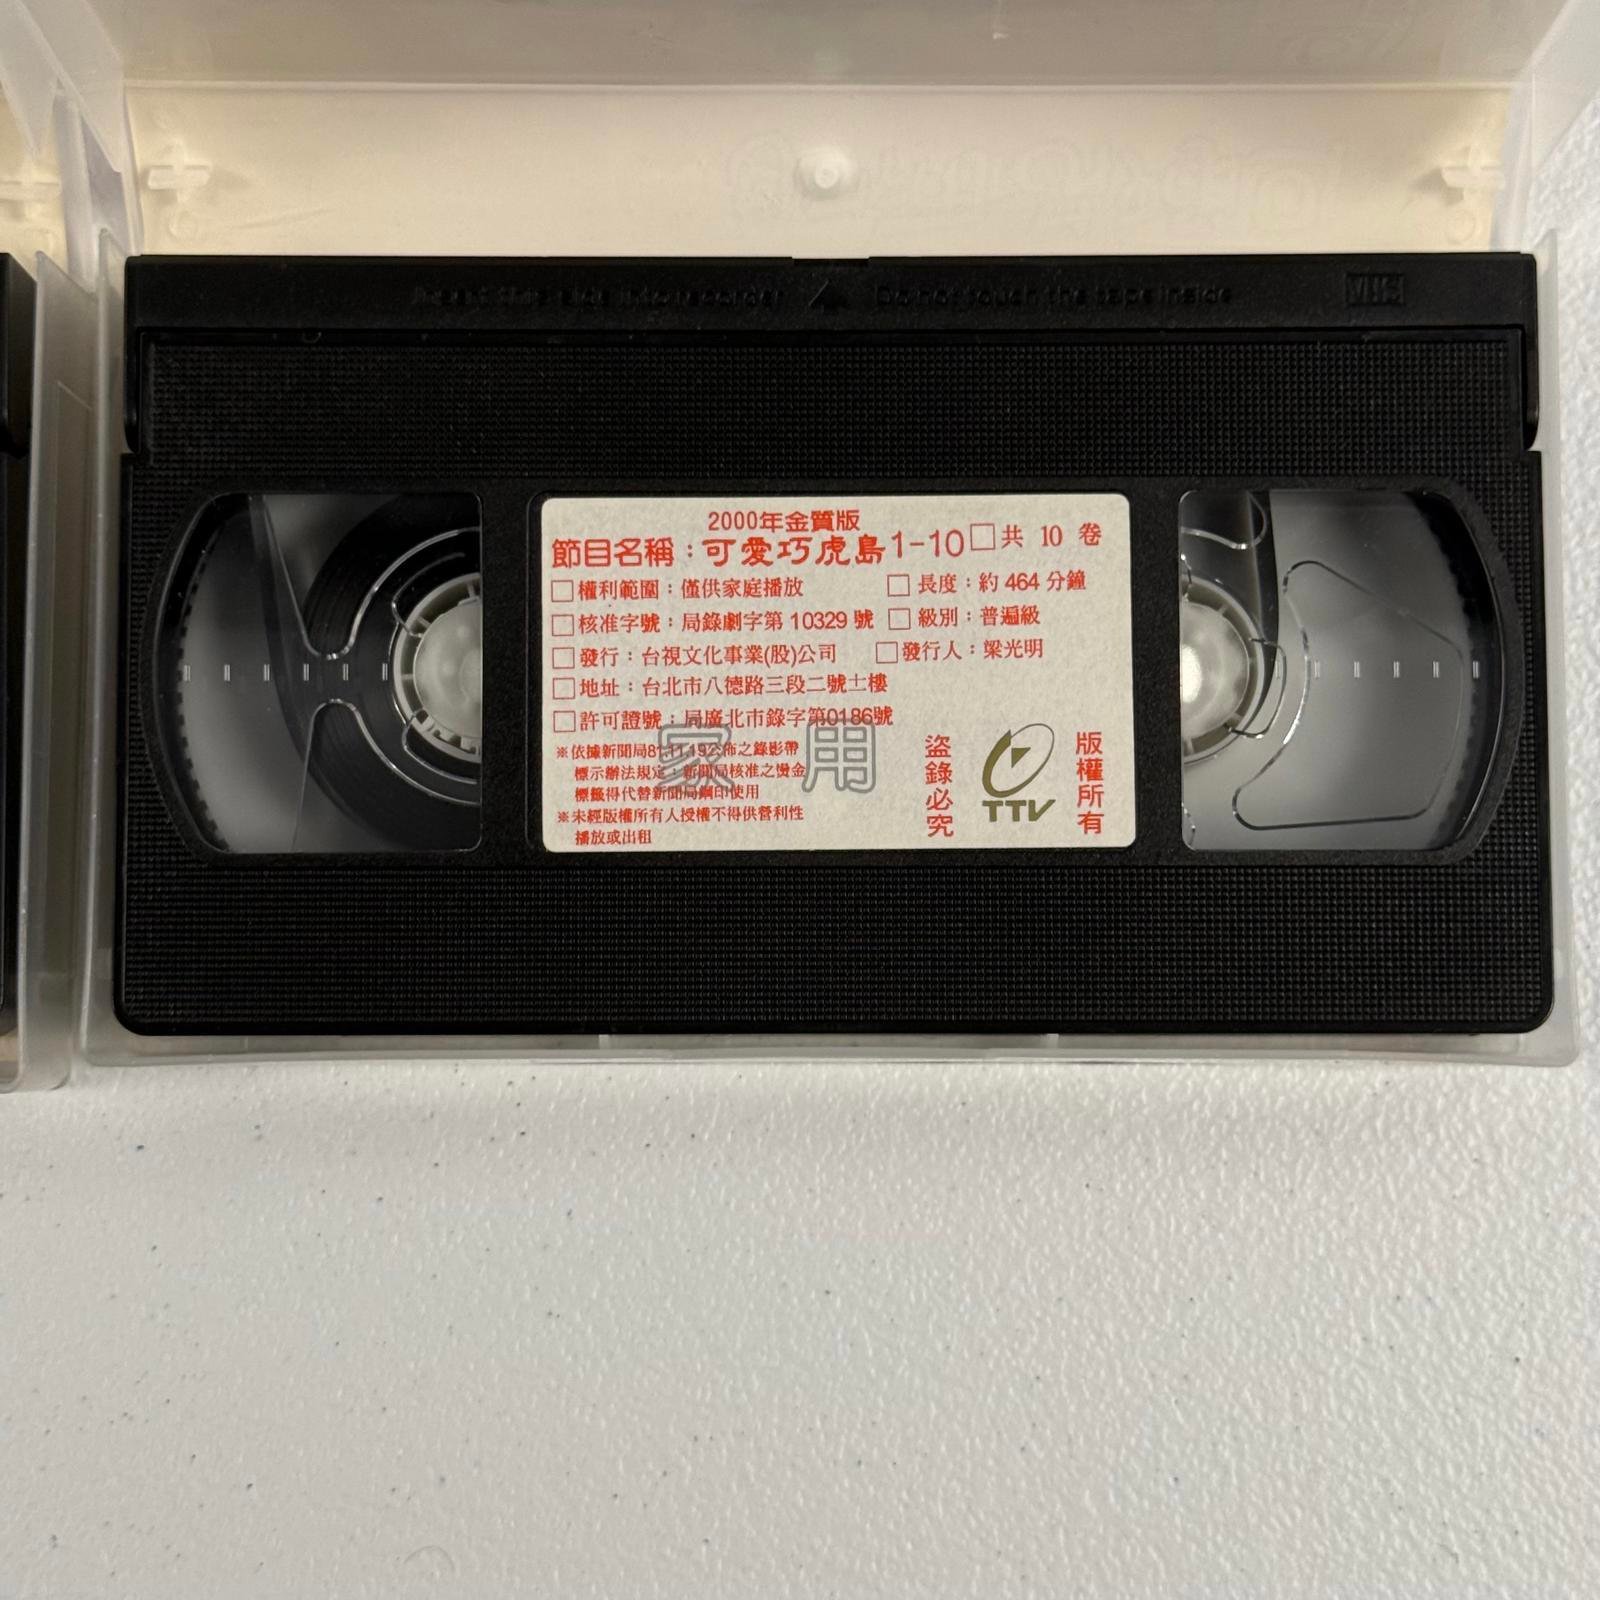 Insert this side into recorder ▲ Do not touch the tape inside VHS
2000年金質版
節目名稱：可愛巧虎島1-10□共 10 卷
□權利範圍：僅供家庭播放 □長度：約 464 分鐘
□核准字號：局錄劇字第 10329 號 □級別：普遍級
□發行：台視文化事業(股)公司 □發行人：梁光明
□地址：台北市八德路三段二號士樓
□許可證號：局廣北市錄字第0186號
※依據新聞局81.11.19公佈之錄影帶
標示辦法規定：新聞局核准之燙金
標籤得代替新聞局鋼印使用
※未經版權所有人授權不得供營利性
播放或出租
家用
盜錄必究
TTV
版權所有